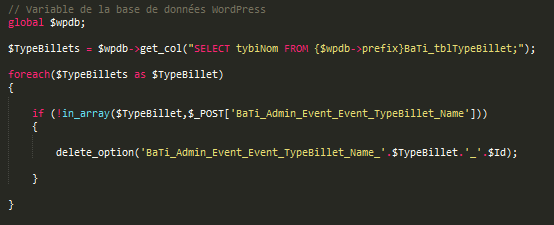 // Variable de la base de données WordPress
global $wpdb;
$TypeBillets = $wpdb->get_col("SELECT tybiNom FROM {$wpdb->prefix}BaTi_tblTypeBillet;");
foreach($TypeBillets as $TypeBillet)
{
if (!in_array($TypeBillet,$_POST['BaTi_Admin_Event_Event_TypeBillet_Name']))
{
delete_option('BaTi_Admin_Event_Event_TypeBillet_Name_'.$TypeBillet.'_'.$Id);
}
}